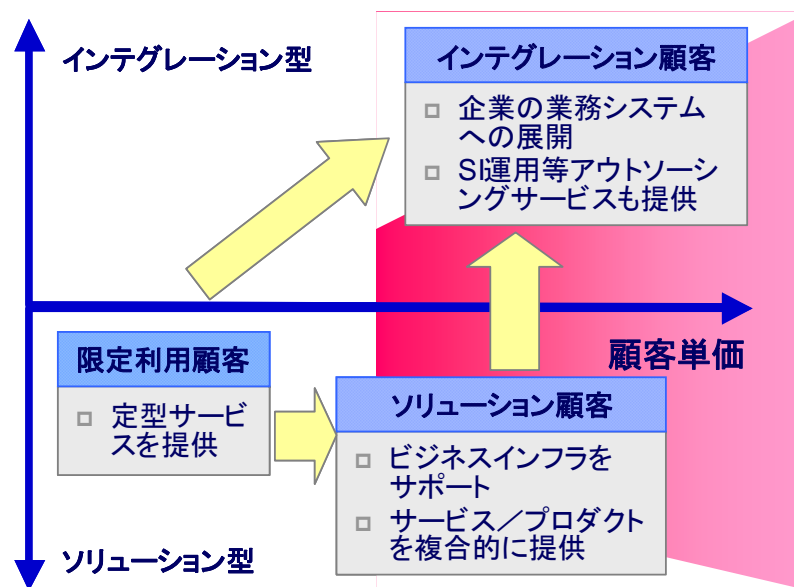 インテグレーション型
インテグレーション顧客
企業の業務システム
への展開
SI運用等アウトソーシ
ングサービスも提供
顧客単価
限定利用顧客
定型サービ
スを提供
ソリューション顧客
ビジネスインフラを
サポート
サービス／プロダクト
を複合的に提供
ソリューション型